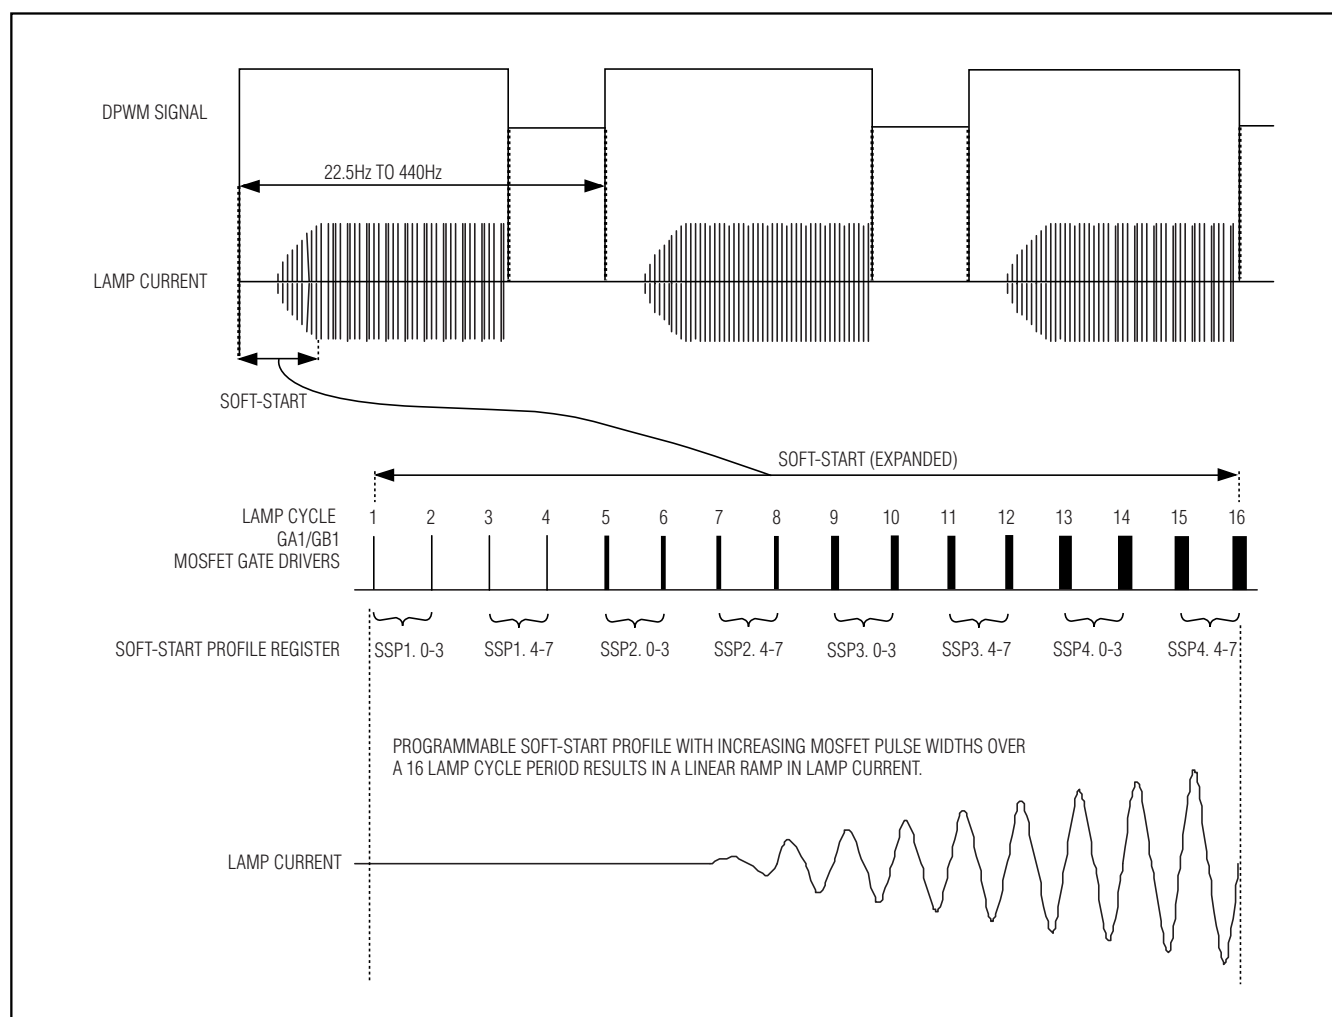 DPWM SIGNAL
22.5Hz TO 440Hz
LAMP CURRENT
SOFT-START
SOFT-START (EXPANDED)
LAMP CYCLE 1 2 3 4 5 6 7 8 9 10 11 12 13 14 15 16
GA1/GB1
MOSFET GATE DRIVERS
SOFT-START PROFILE REGISTER SSP1. 0-3 SSP1. 4-7 SSP2. 0-3 SSP2. 4-7 SSP3. 0-3 SSP3. 4-7 SSP4. 0-3 SSP4. 4-7
PROGRAMMABLE SOFT-START PROFILE WITH INCREASING MOSFET PULSE WIDTHS OVER
A 16 LAMP CYCLE PERIOD RESULTS IN A LINEAR RAMP IN LAMP CURRENT.
LAMP CURRENT